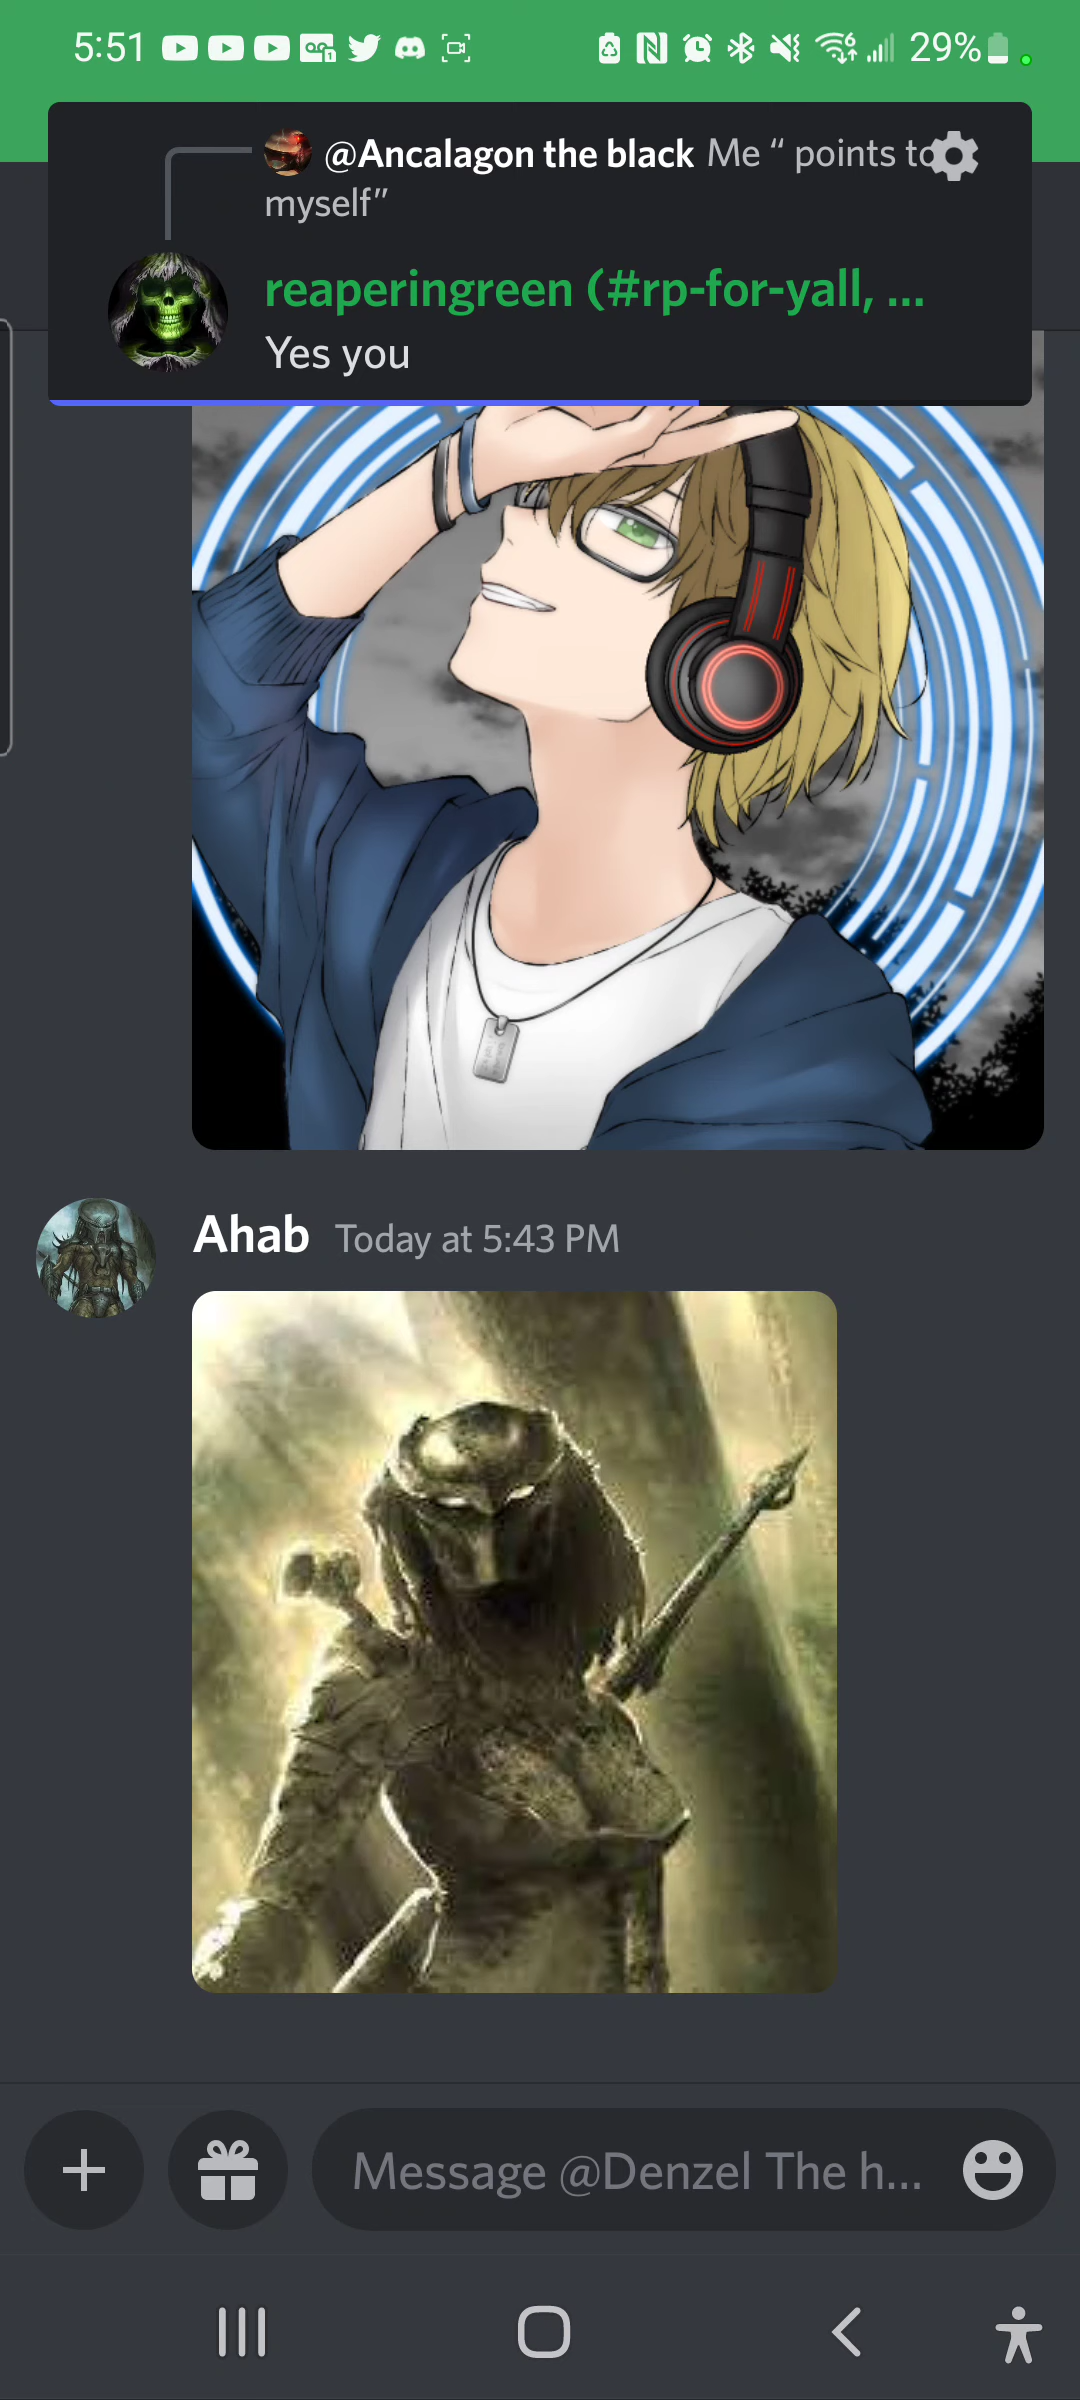 5:51 29%
@Ancalagon the black Me “ points to
myself”
reaperingreen (#rp-for-yall, ...
Yes you
Ahab Today at 5:43 PM
Message @Denzel The h...